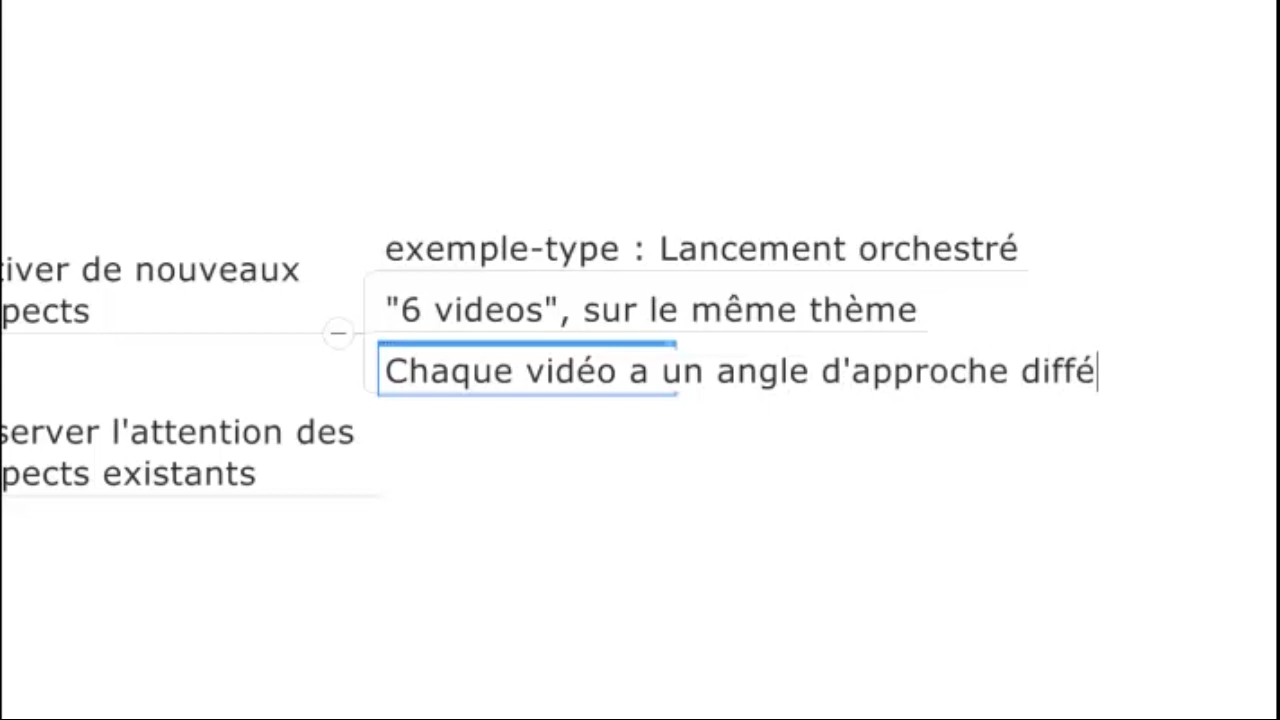 tiver de nouveaux
pects
exemple-type : Lancement orchestré
"6 videos", sur le même thème
Chaque vidéo a un angle d'approche diffé
server l'attention des
pects existants